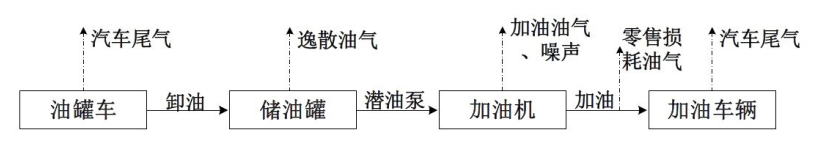 汽车尾气
逸散油气
加油油气
、噪声
零售损
耗油气
汽车尾气
油罐车
卸油
储油罐
潜油泵
加油机
加油
加油车辆